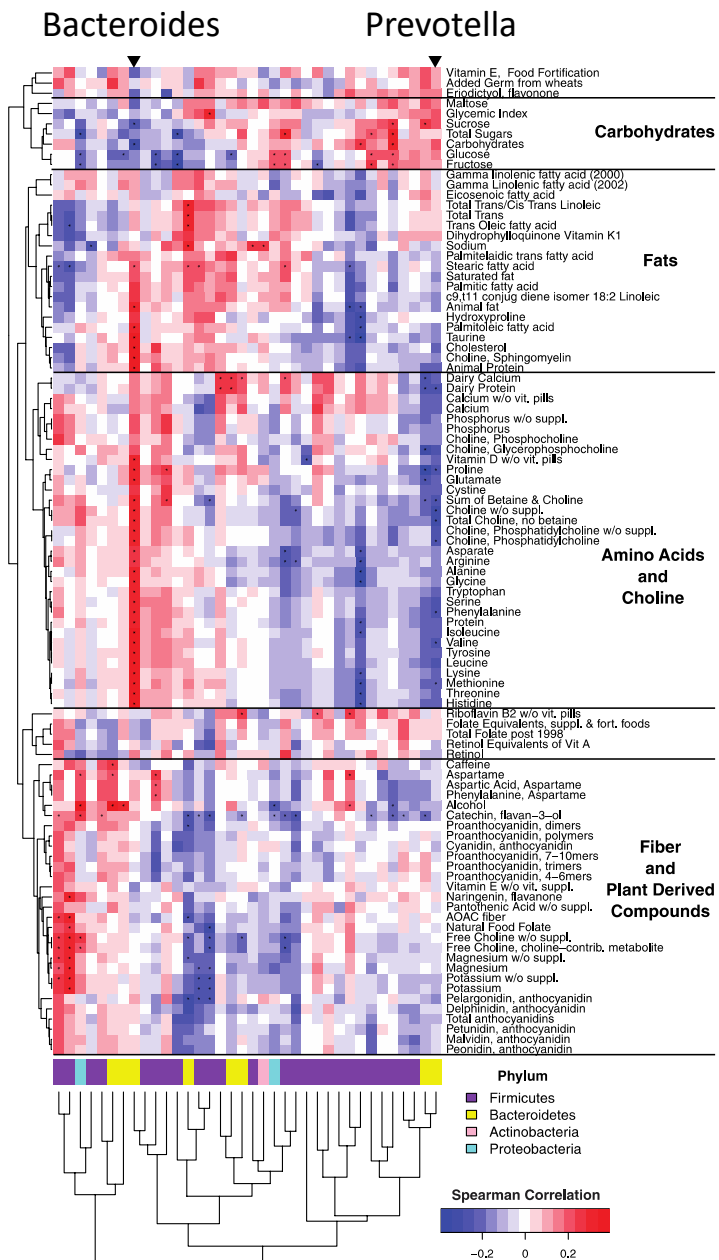 Bacteroides Prevotella
Vitamin E, Food Fortification
Added Germ from wheats
Eriodictyol, flavonone
Maltose
Glycemic Index
Sucrose
Total Sugars
Carbohydrates
Glucose
Fructose
Carbohydrates
Gamma linolenic fatty acid (2000)
Gamma Linolenic fatty acid (2002)
Eicosenoic fatty acid
Total Trans/Cis Trans Linoleic
Total Trans
Trans Oleic fatty acid
Dihydrophylloquinone Vitamin K1
Sodium
Palmitelaidic trans fatty acid
Stearic fatty acid
Saturated fat
Palmitic fatty acid
c9,t11 conjug diene isomer 18:2 Linoleic
Animal fat
Hydroxyproline
Palmitoleic fatty acid
Taurine
Cholesterol
Choline, Sphingomyelin
Animal Protein
Fats
Dairy Calcium
Dairy Protein
Calcium w/o vit. pills
Calcium
Phosphorus w/o suppl.
Phosphorus
Choline, Phosphocholine
Choline, Glycerophosphocholine
Vitamin D w/o vit. pills
Proline
Glutamate
Cystine
Sum of Betaine & Choline
Choline w/o suppl.
Total Choline, no betaine
Choline, Phosphatidylcholine w/o suppl.
Choline, Phosphatidylcholine
Asparate
Arginine
Alanine
Glycine
Tryptophan
Serine
Phenylalanine
Protein
Isoleucine
Valine
Tyrosine
Leucine
Lysine
Methionine
Threonine
Histidine
Amino Acids
and
Choline
Riboflavin B2 w/o vit. pills
Folate Equivalents, suppl. & fort. foods
Total Folate post 1998
Retinol Equivalents of Vit A
Retinol
Caffeine
Aspartame
Aspartic Acid, Aspartame
Phenylalanine, Aspartame
Alcohol
Catechin, flavan−3−ol
Proanthocyanidin, dimers
Proanthocyanidin, polymers
Cyanidin, anthocyanidin
Proanthocyanidin, 7−10mers
Proanthocyanidin, trimers
Proanthocyanidin, 4−6mers
Vitamin E w/o vit. suppl.
Naringenin, flavanone
Pantothenic Acid w/o suppl.
AOAC fiber
Natural Food Folate
Free Choline w/o suppl.
Free Choline, choline−contrib. metabolite
Magnesium w/o suppl.
Magnesium
Potassium w/o suppl.
Potassium
Pelargonidin, anthocyanidin
Delphinidin, anthocyanidin
Total anthocyanidins
Petunidin, anthocyanidin
Malvidin, anthocyanidin
Peonidin, anthocyanidin
Fiber
and
Plant Derived
Compounds
Phylum
Firmicutes
Bacteroidetes
Actinobacteria
Proteobacteria
Spearman Correlation
−0.2 0 0.2